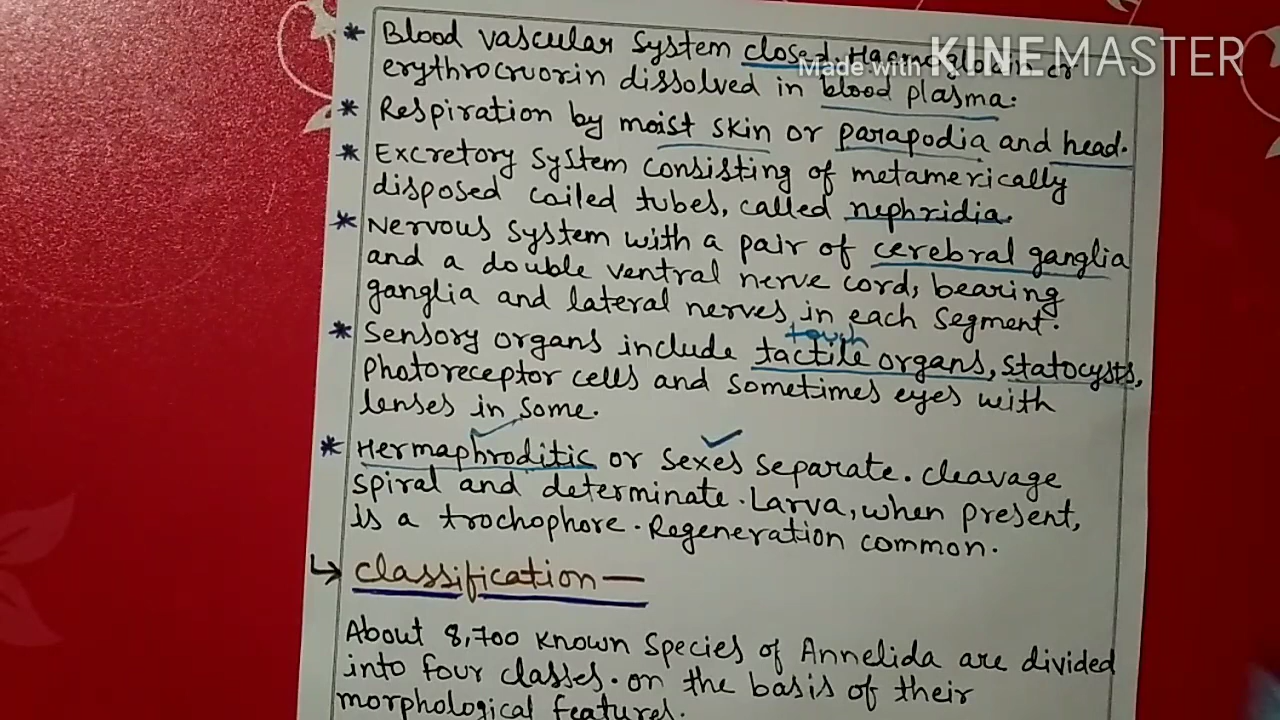 * Blood vascular System closed. Haemoglobin or
Made with KINEMASTER
erythrocruorin dissolved in blood plasma.
* Respiration by moist skin or parapodia and head.
* Excretory System consisting of metamerically
disposed coiled tubes, called nephridia.
* Nervous System with a pair of cerebral ganglia
and a double ventral nerve cord, bearing
ganglia and lateral nerves in each segment.
touch
* Sensory organs include tactile organs, statocysts,
Photoreceptor cells and sometimes eyes with
lenses in some.
* Hermaphroditic or Sexes Separate. Cleavage
spiral and determinate. Larva, when present,
is a trochophore. Regeneration common.
↳ Classification —
About 8,700 known Species of Annelida are divided
into four classes. on the basis of their
morphological features.